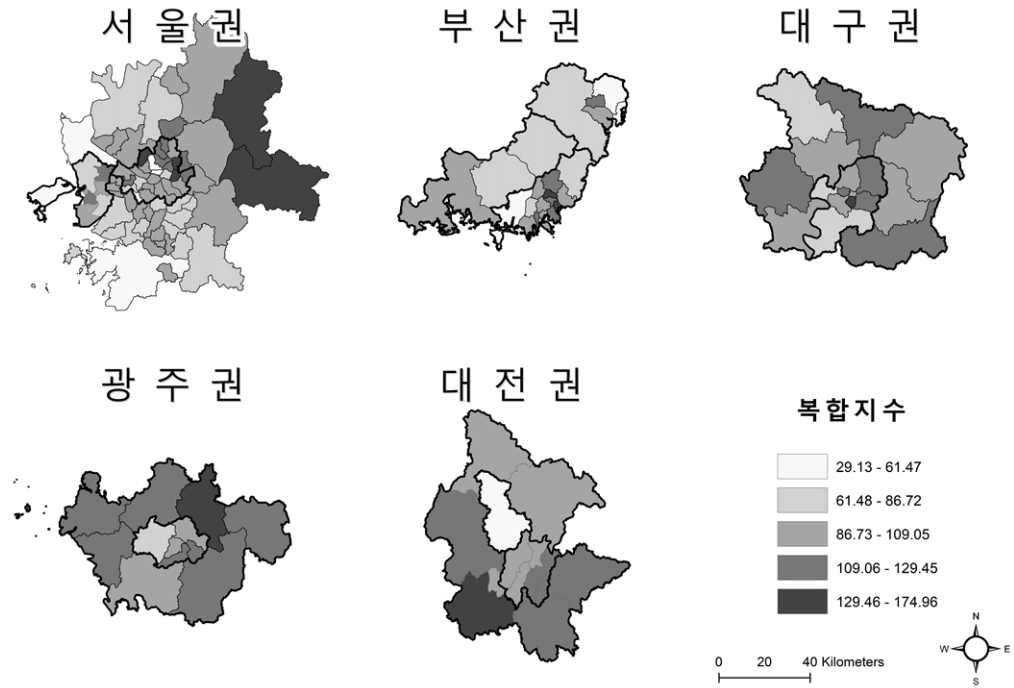 서 울 권
부 산 권
대 구 권
광 주 권
대 전 권
복합지수
29.13 - 61.47
61.48 - 86.72
86.73 - 109.05
109.06 - 129.45
129.46 - 174.96
N
W E
S
0 20 40 Kilometers